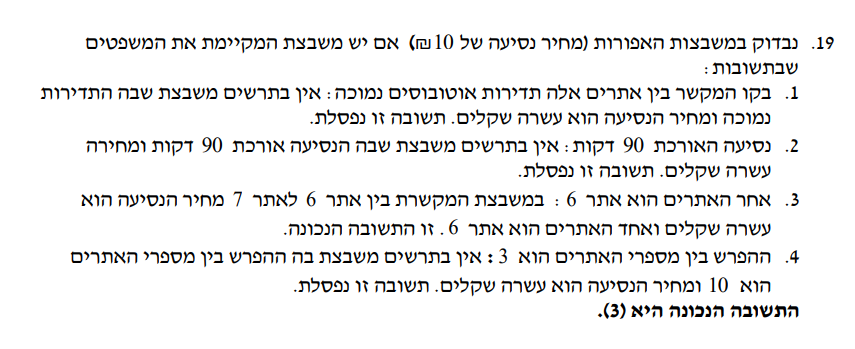 19. נבדוק במשבצות האפורות (מחיר נסיעה של 10 ₪) אם יש משבצת המקיימת את המשפטים
שבתשובות:
1. בקו המקשר בין אתרים אלה תדירות אוטובוסים נמוכה: אין בתרשים משבצת שבה התדירות
נמוכה ומחיר הנסיעה הוא עשרה שקלים. תשובה זו נפסלת.
2. נסיעה האורכת 90 דקות: אין בתרשים משבצת שבה הנסיעה אורכת 90 דקות ומחירה
עשרה שקלים. תשובה זו נפסלת.
3. אחר האתרים הוא אתר 6 : במשבצת המקשרת בין אתר 6 לאתר 7 מחיר הנסיעה הוא
עשרה שקלים ואחד האתרים הוא אתר 6. זו התשובה הנכונה.
4. ההפרש בין מספרי האתרים הוא 3: אין בתרשים משבצת בה ההפרש בין מספרי האתרים
הוא 10 ומחיר הנסיעה הוא עשרה שקלים. תשובה זו נפסלת.
התשובה הנכונה היא (3).